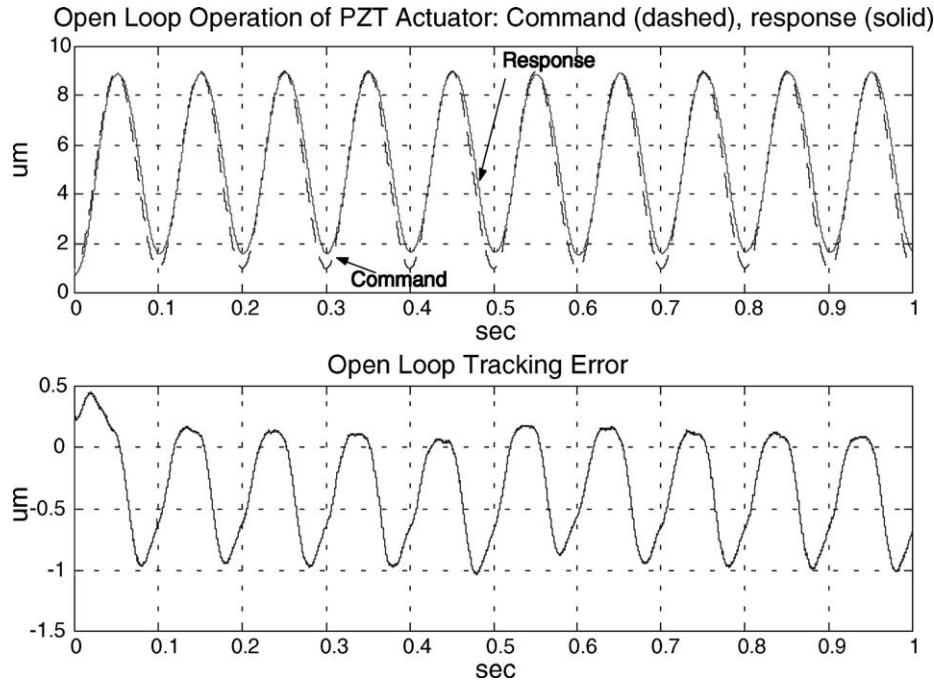 Open Loop Operation of PZT Actuator: Command (dashed), response (solid)
10
Response
8
6
um
4
2
Command
0
0 0.1 0.2 0.3 0.4 0.5 0.6 0.7 0.8 0.9 1
sec
Open Loop Tracking Error
0.5
0
um
-0.5
-1
-1.5
0 0.1 0.2 0.3 0.4 0.5 0.6 0.7 0.8 0.9 1
sec